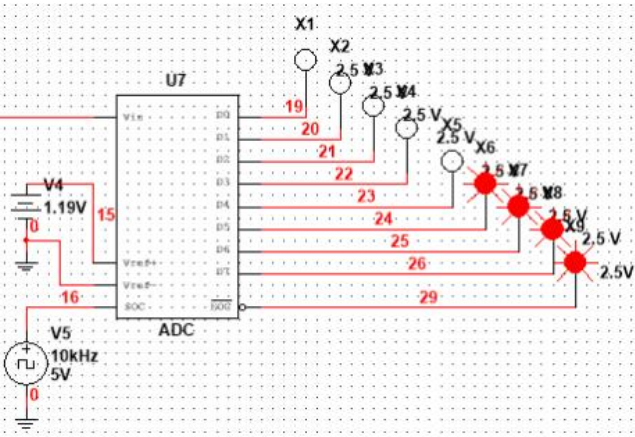 X1
X2
2.5 V
X3
2.5 V
X4
2.5 V
X5
2.5 V
X6
2.5 V
X7
2.5 V
X8
2.5 V
X9
2.5 V
2.5V
U7
Vin
D0
D1
D2
D3
D4
D5
D6
D7
19
20
21
22
23
24
25
26
29
V4
1.19V
0
15
Vref+
Vref-
16
SOC
EOC
ADC
V5
10kHz
5V
0